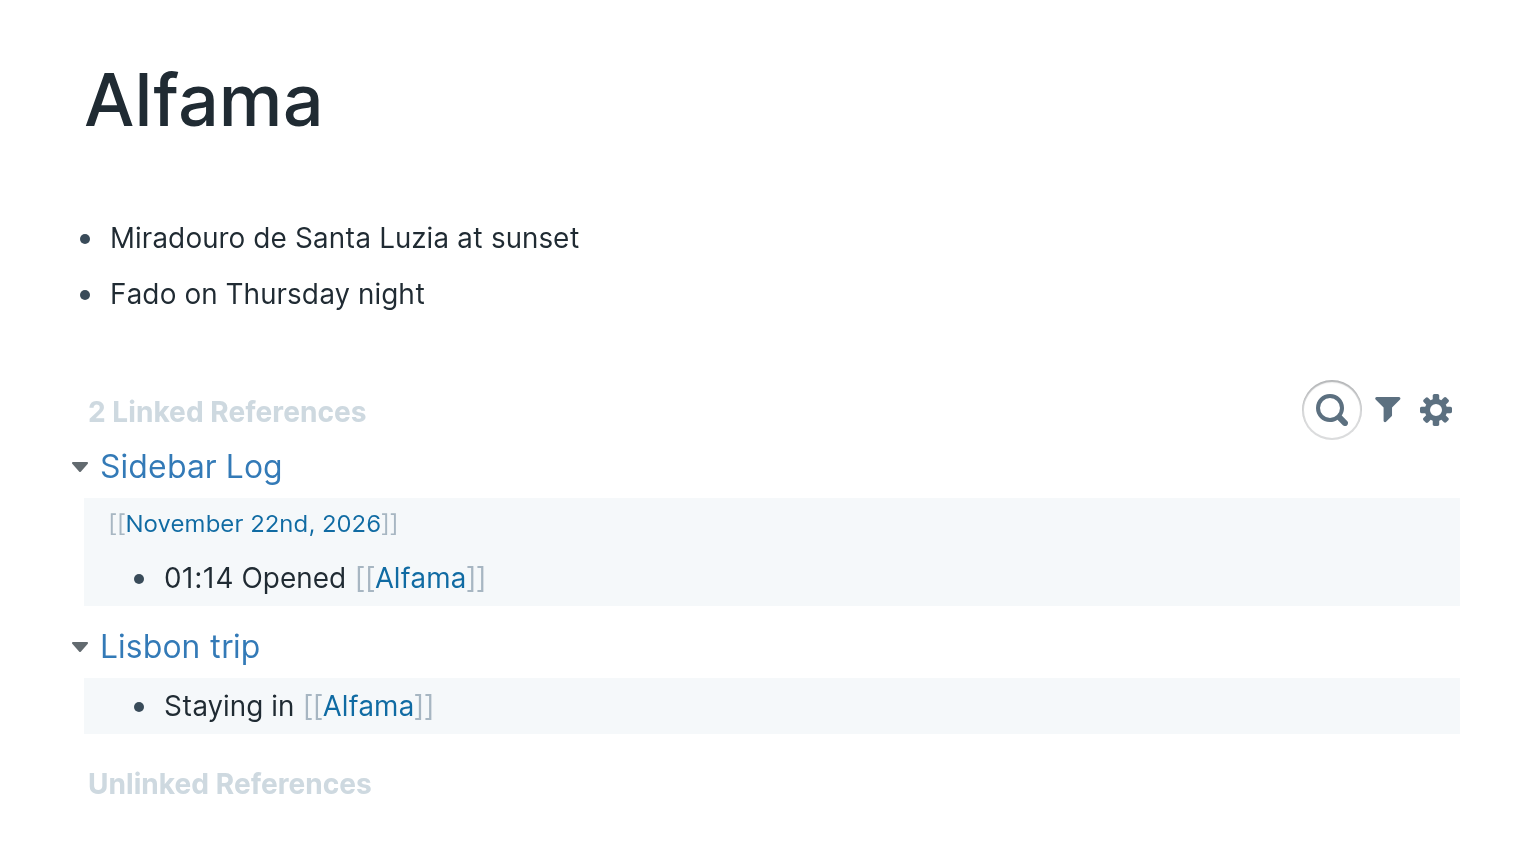 Alfama
Miradouro de Santa Luzia at sunset
Fado on Thursday night
2 Linked References
Sidebar Log
[[November 22nd, 2026]]
01:14 Opened [[Alfama]]
Lisbon trip
Staying in [[Alfama]]
Unlinked References